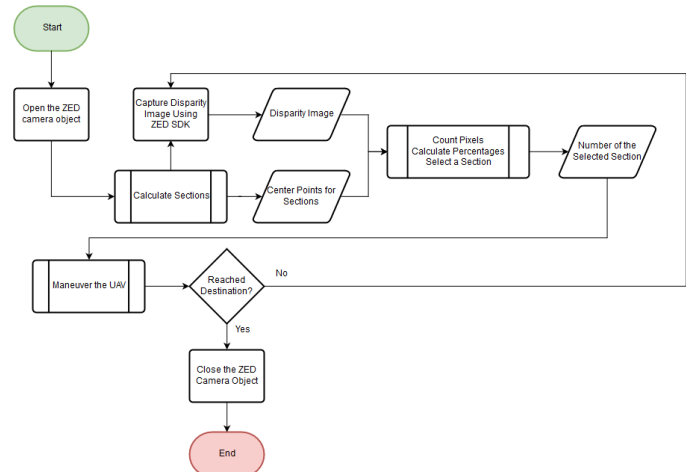 Start
Open the ZED
camera object
Capture Disparity
Image Using
ZED SDK
Disparity Image
Calculate Sections
Center Points for
Sections
Count Pixels
Calculate Percentages
Select a Section
Number of the
Selected Section
Maneuver the UAV
Reached
Destination?
No
Yes
Close the ZED
Camera Object
End